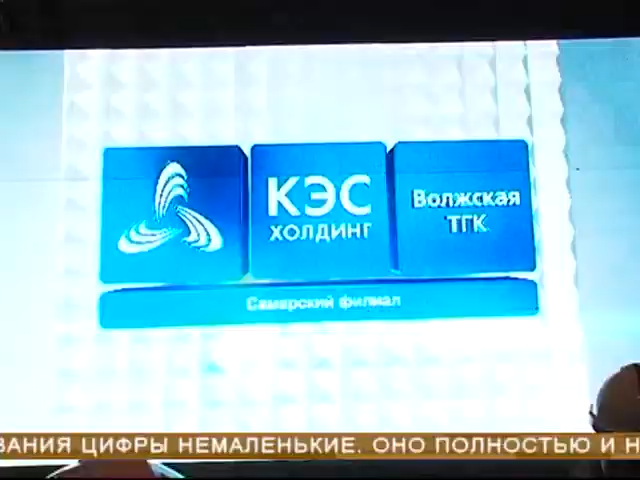 КЭС
ХОЛДИНГ
Волжская
ТГК
Самарский филиал
ВАНИЯ ЦИФРЫ НЕМАЛЕНЬКИЕ. ОНО ПОЛНОСТЬЮ И Н